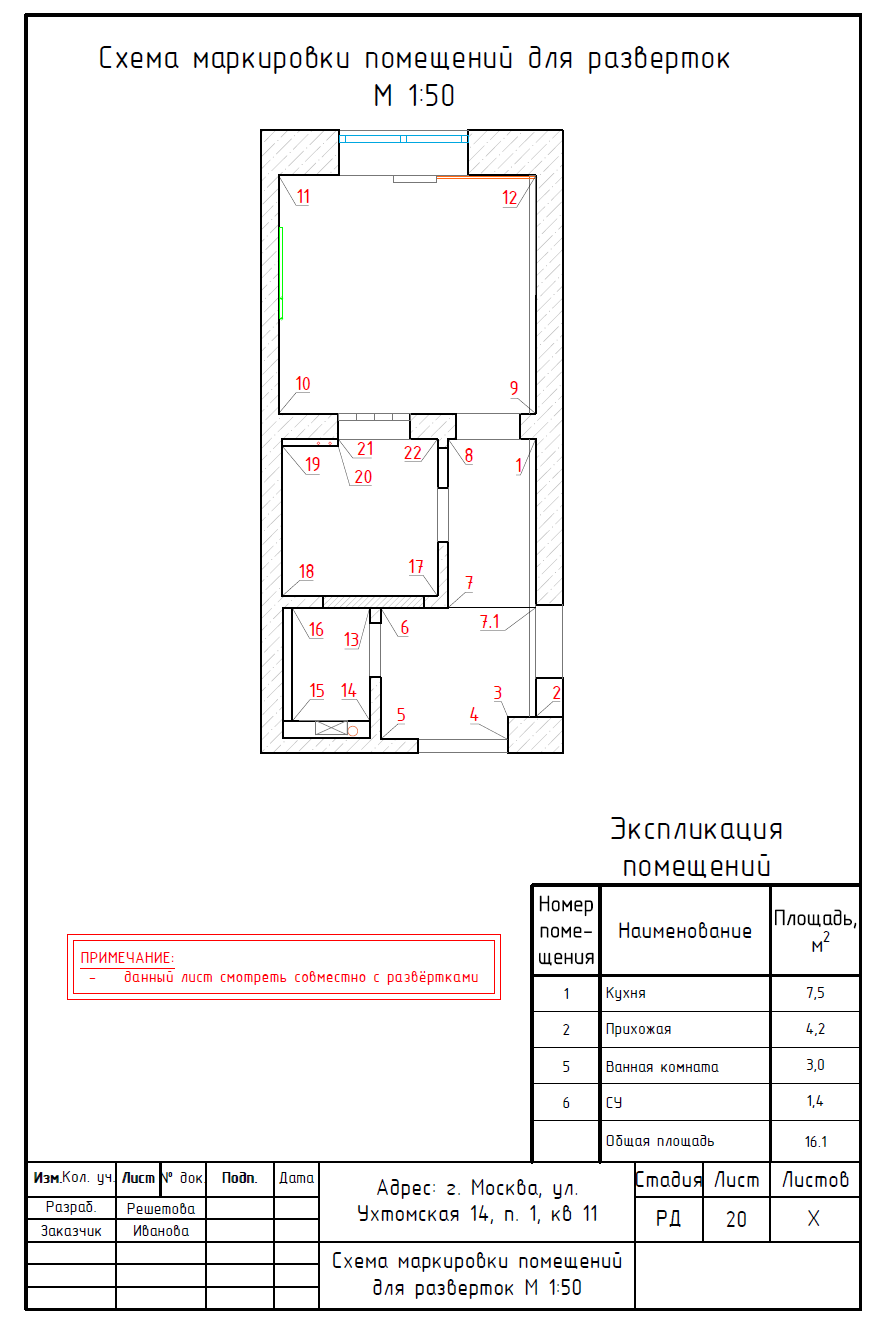 Схема маркировки помещений для разверток
М 1:50
11
12
10
9
21
22
8
1
19
20
18
17
7
16
13
6
7.1
15
14
5
4
3
2
Экспликация
помещений
Номер
поме-
щения
Наименование
Площадь,
м2
1 Кухня 7,5
2 Прихожая 4,2
5 Ванная комната 3,0
6 СУ 1,4
Общая площадь 16.1
ПРИМЕЧАНИЕ:
- данный лист смотреть совместно с развёртками
Изм. Кол. уч. Лист № док. Подп. Дата
Разраб. Решетова
Заказчик Иванова
Адрес: г. Москва, ул.
Ухтомская 14, п. 1, кв 11
Стадия Лист Листов
РД 20 X
Схема маркировки помещений
для разверток М 1:50